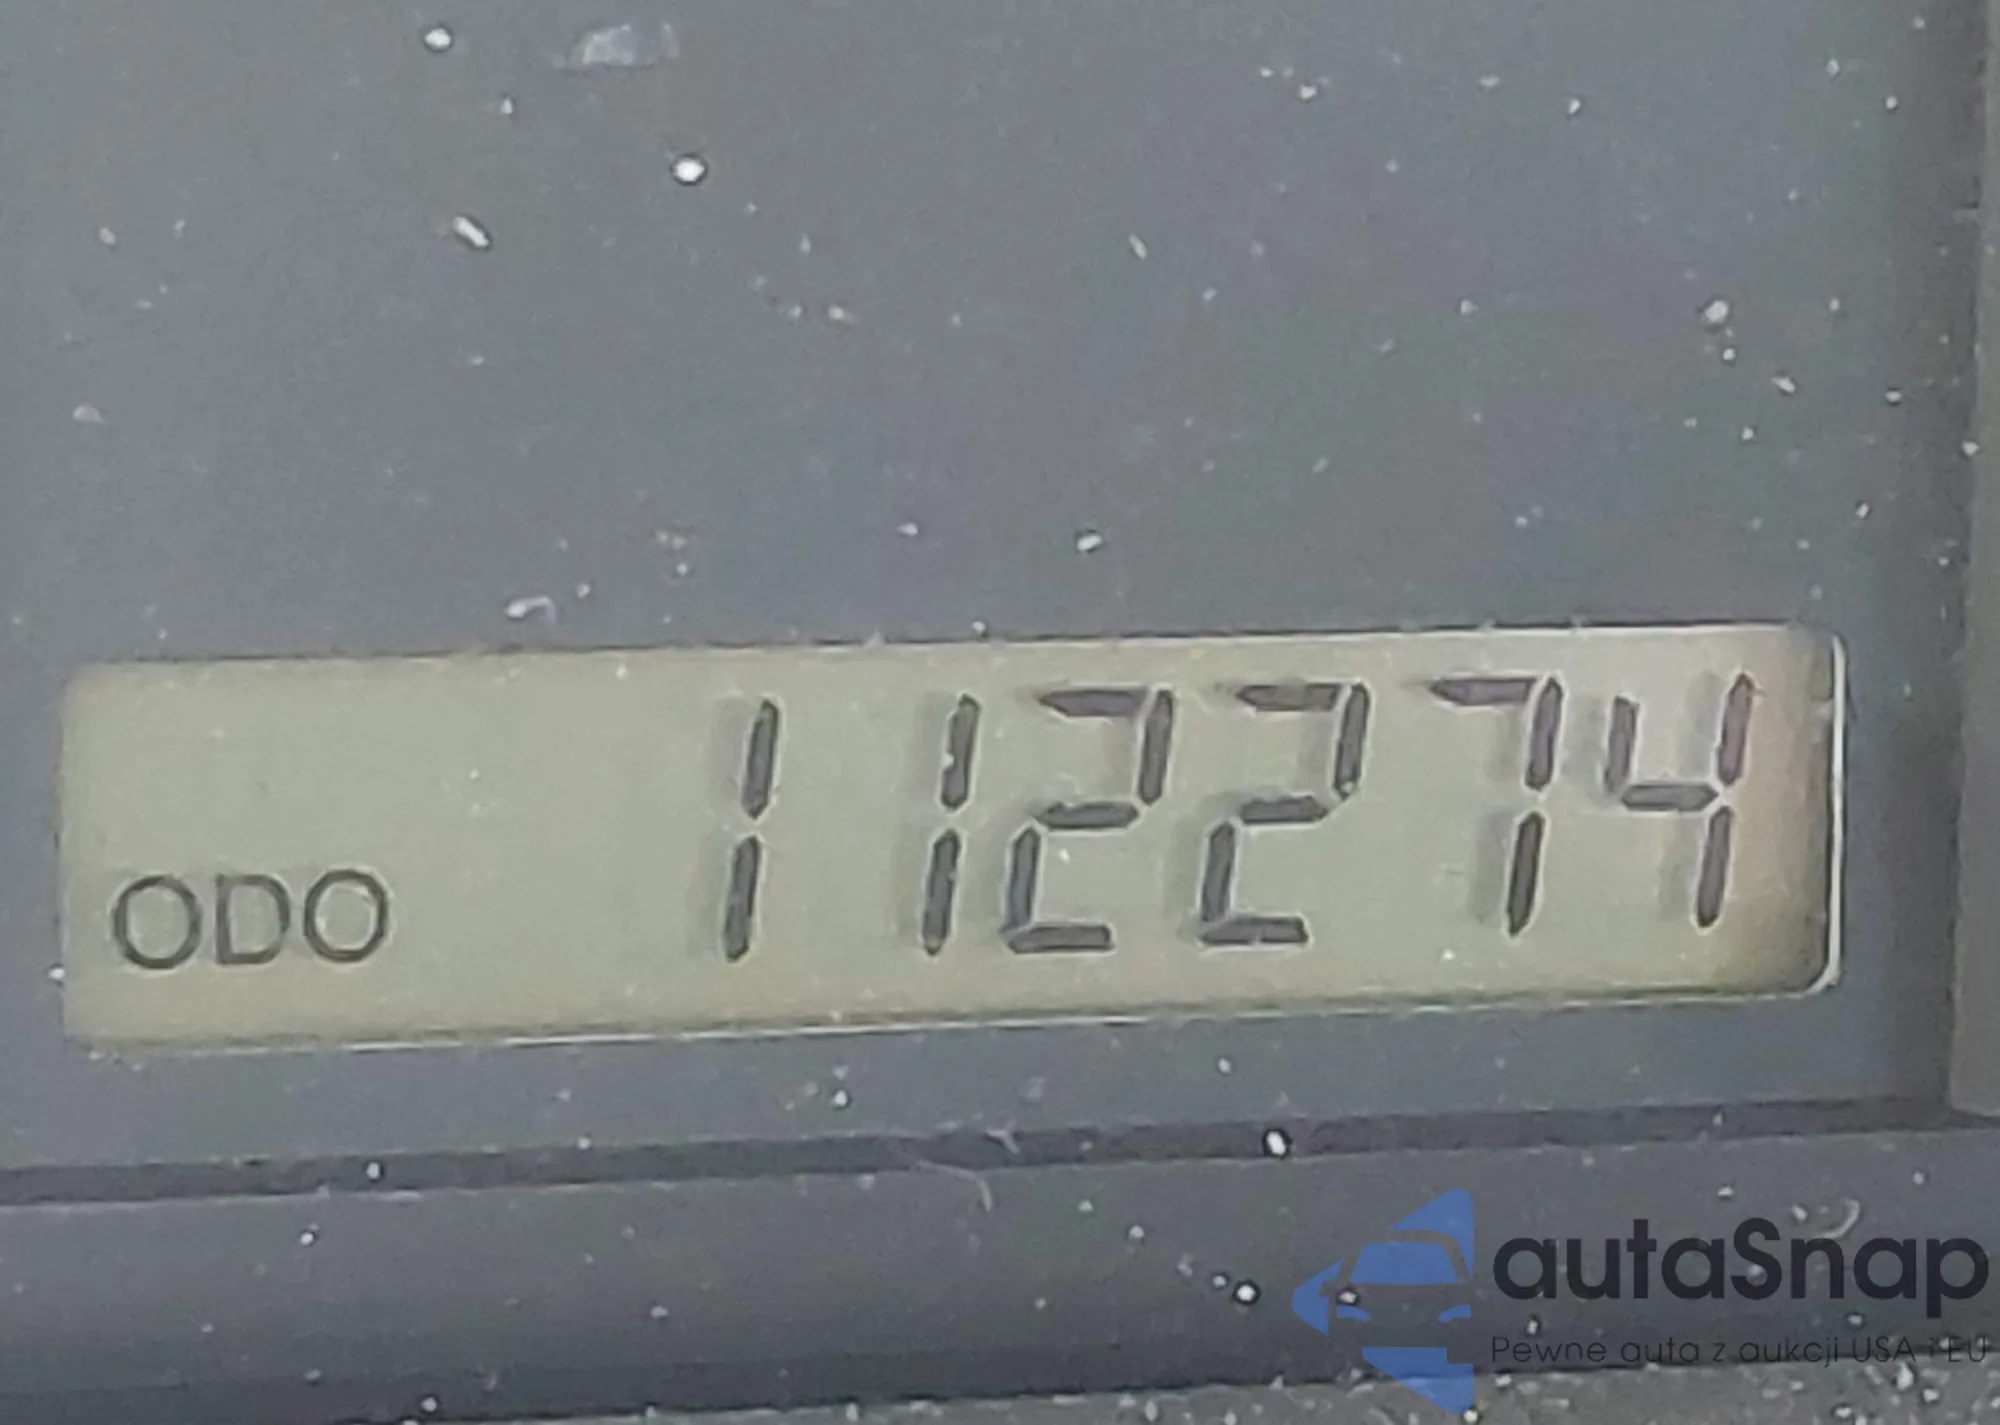 ODO 112274
autaSnap
Pewne auta z aukcji USA i EU